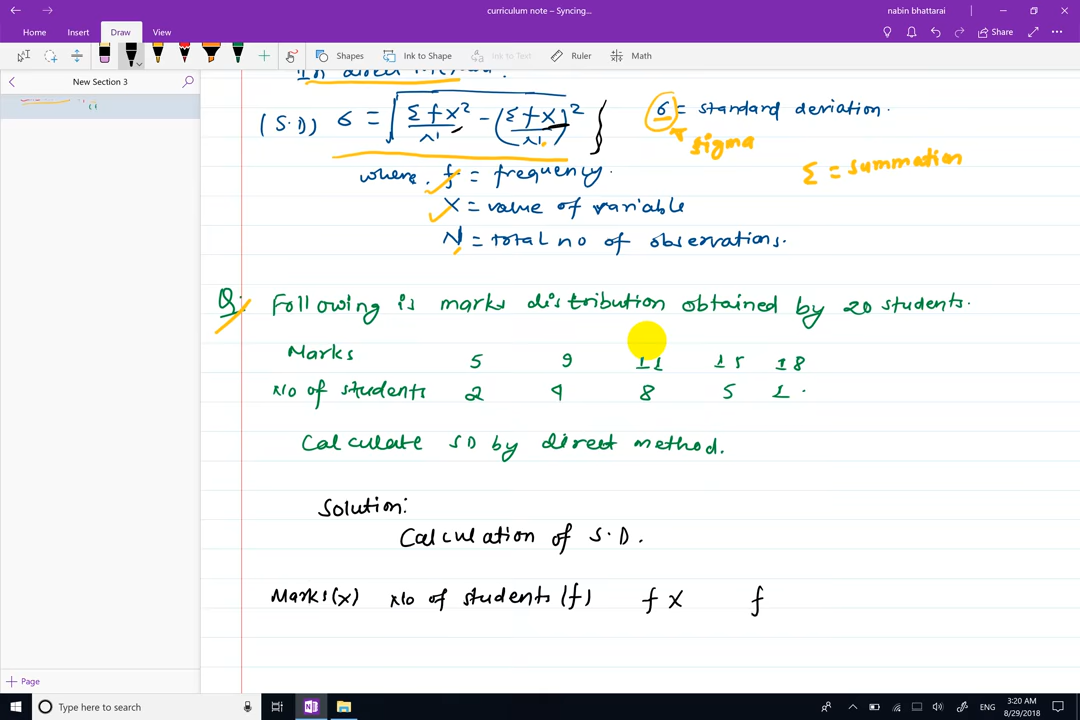 curriculum note – Syncing...
nabin bhattarai
Home Insert Draw View
Share
Shapes Ink to Shape Ink to Text Ruler Math
New Section 3
In direct method.
(S.D) σ = √ Σfx²/N - (Σfx/N)² }
σ = standard deviation.
sigma
Σ = summation
where, f = frequency.
X = value of variable
N = total no of observations.
Q: Following is marks distribution obtained by 20 students.
Marks 5 9 11 15 18
No of students 2 4 8 5 1.
Calculate SD by direct method.
Solution:
Calculation of S.D.
Marks(x) No of students (f) f X f
+ Page
Type here to search
ENG
3:20 AM
8/29/2018